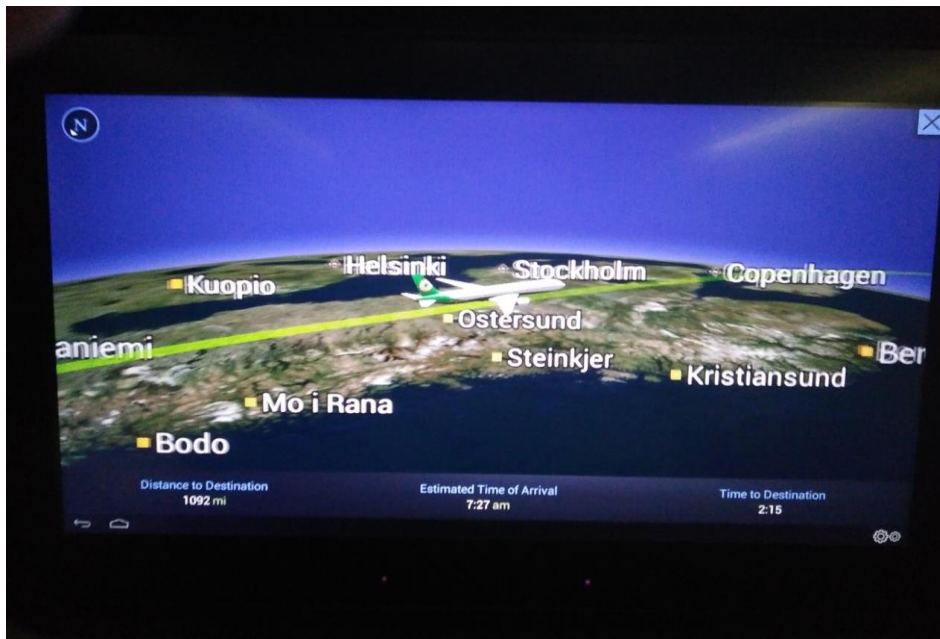 N
Helsinki
Stockholm
Copenhagen
Kuopio
Ostersund
aniemi
Steinkjer
Ber
Kristiansund
Mo i Rana
Bodo
Distance to Destination
1092 mi
Estimated Time of Arrival
7:27 am
Time to Destination
2:15